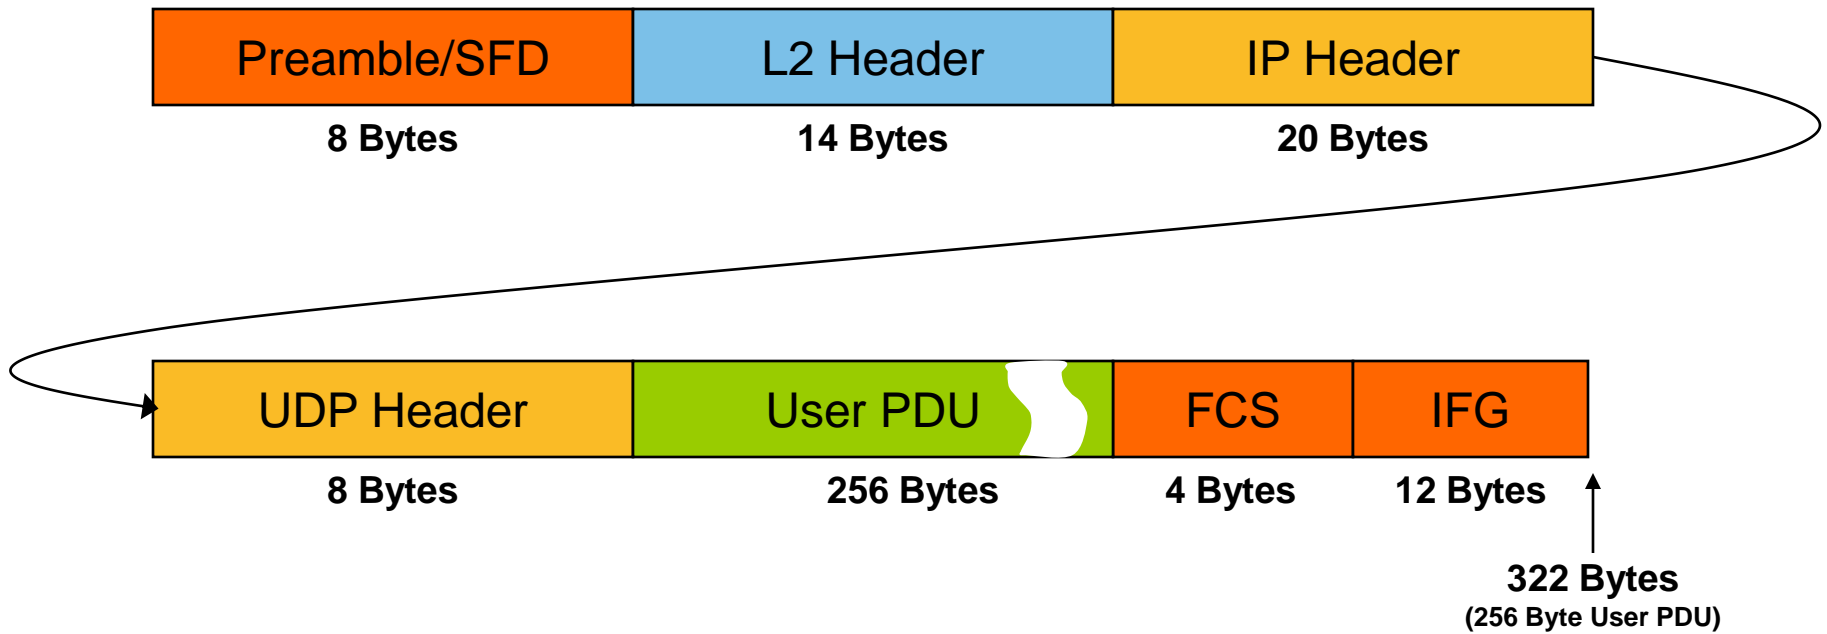 Preamble/SFD L2 Header IP Header
8 Bytes 14 Bytes 20 Bytes
UDP Header User PDU FCS IFG
8 Bytes 256 Bytes 4 Bytes 12 Bytes
322 Bytes
(256 Byte User PDU)